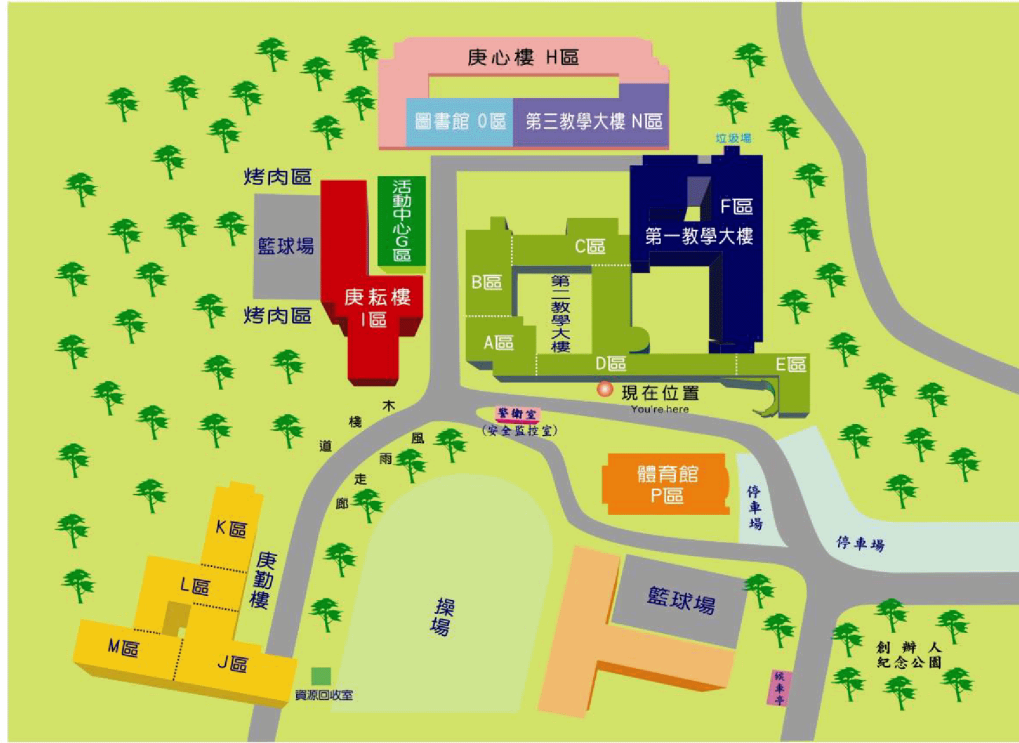 庚心樓 H區
圖書館 O區
第三教學大樓 N區
垃圾場
烤肉區
活動中心G區
F區
第一教學大樓
籃球場
C區
B區
第二教學大樓
庚耘樓
I區
烤肉區
A區
D區
E區
現在位置
You're here
警衛室
(安全監控室)
木棧道
風雨走廊
體育館
P區
停車場
停車場
K區
庚勤樓
L區
M區
J區
操場
籃球場
創辦人
紀念公園
資源回收室
候車亭